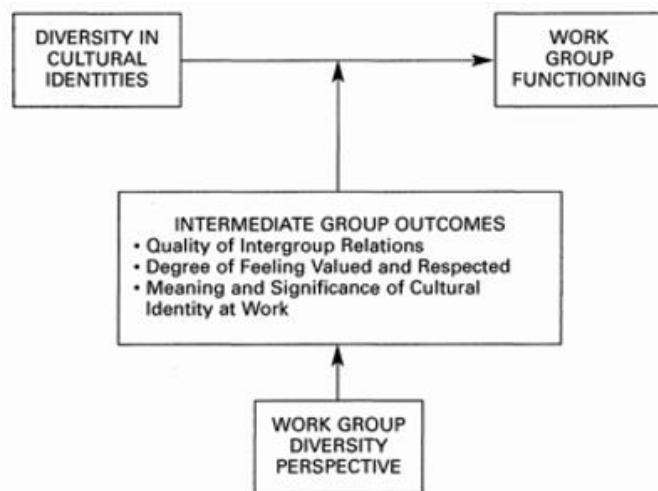 DIVERSITY IN
CULTURAL
IDENTITIES
WORK
GROUP
FUNCTIONING
INTERMEDIATE GROUP OUTCOMES
• Quality of Intergroup Relations
• Degree of Feeling Valued and Respected
• Meaning and Significance of Cultural
Identity at Work
WORK GROUP
DIVERSITY
PERSPECTIVE